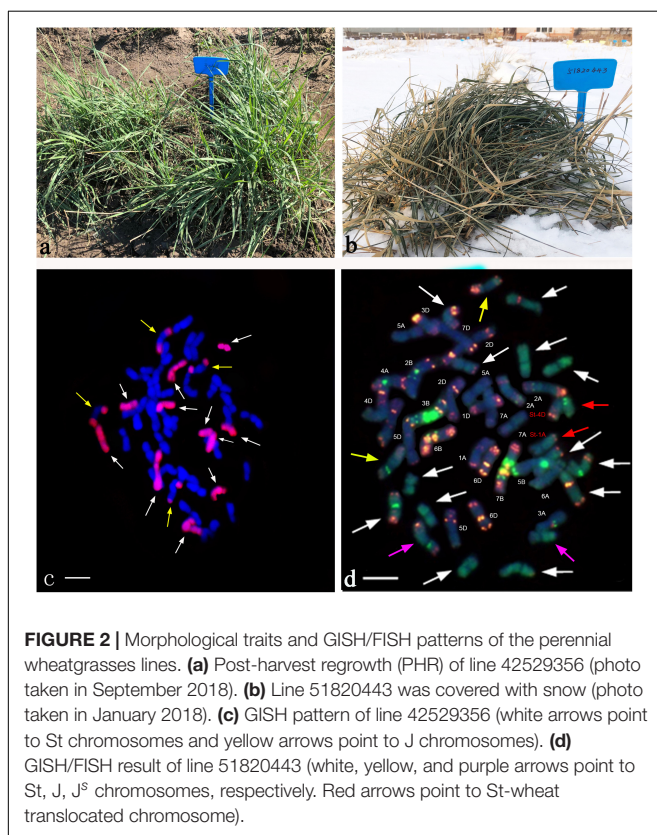 51820443
a
b
c
d
3D
5A
7D
2D
2B
4A
5A
2D
2A
4D
3B
1D
2A
7A
St-4D
5D
6B
7A
St-1A
1A
6D
5B
7B
6A
3A
5D
6D
FIGURE 2 | Morphological traits and GISH/FISH patterns of the perennial
wheatgrasses lines. (a) Post-harvest regrowth (PHR) of line 42529356 (photo
taken in September 2018). (b) Line 51820443 was covered with snow (photo
taken in January 2018). (c) GISH pattern of line 42529356 (white arrows point
to St chromosomes and yellow arrows point to J chromosomes). (d)
GISH/FISH result of line 51820443 (white, yellow, and purple arrows point to
St, J, Jˢ chromosomes, respectively. Red arrows point to St-wheat
translocated chromosome).